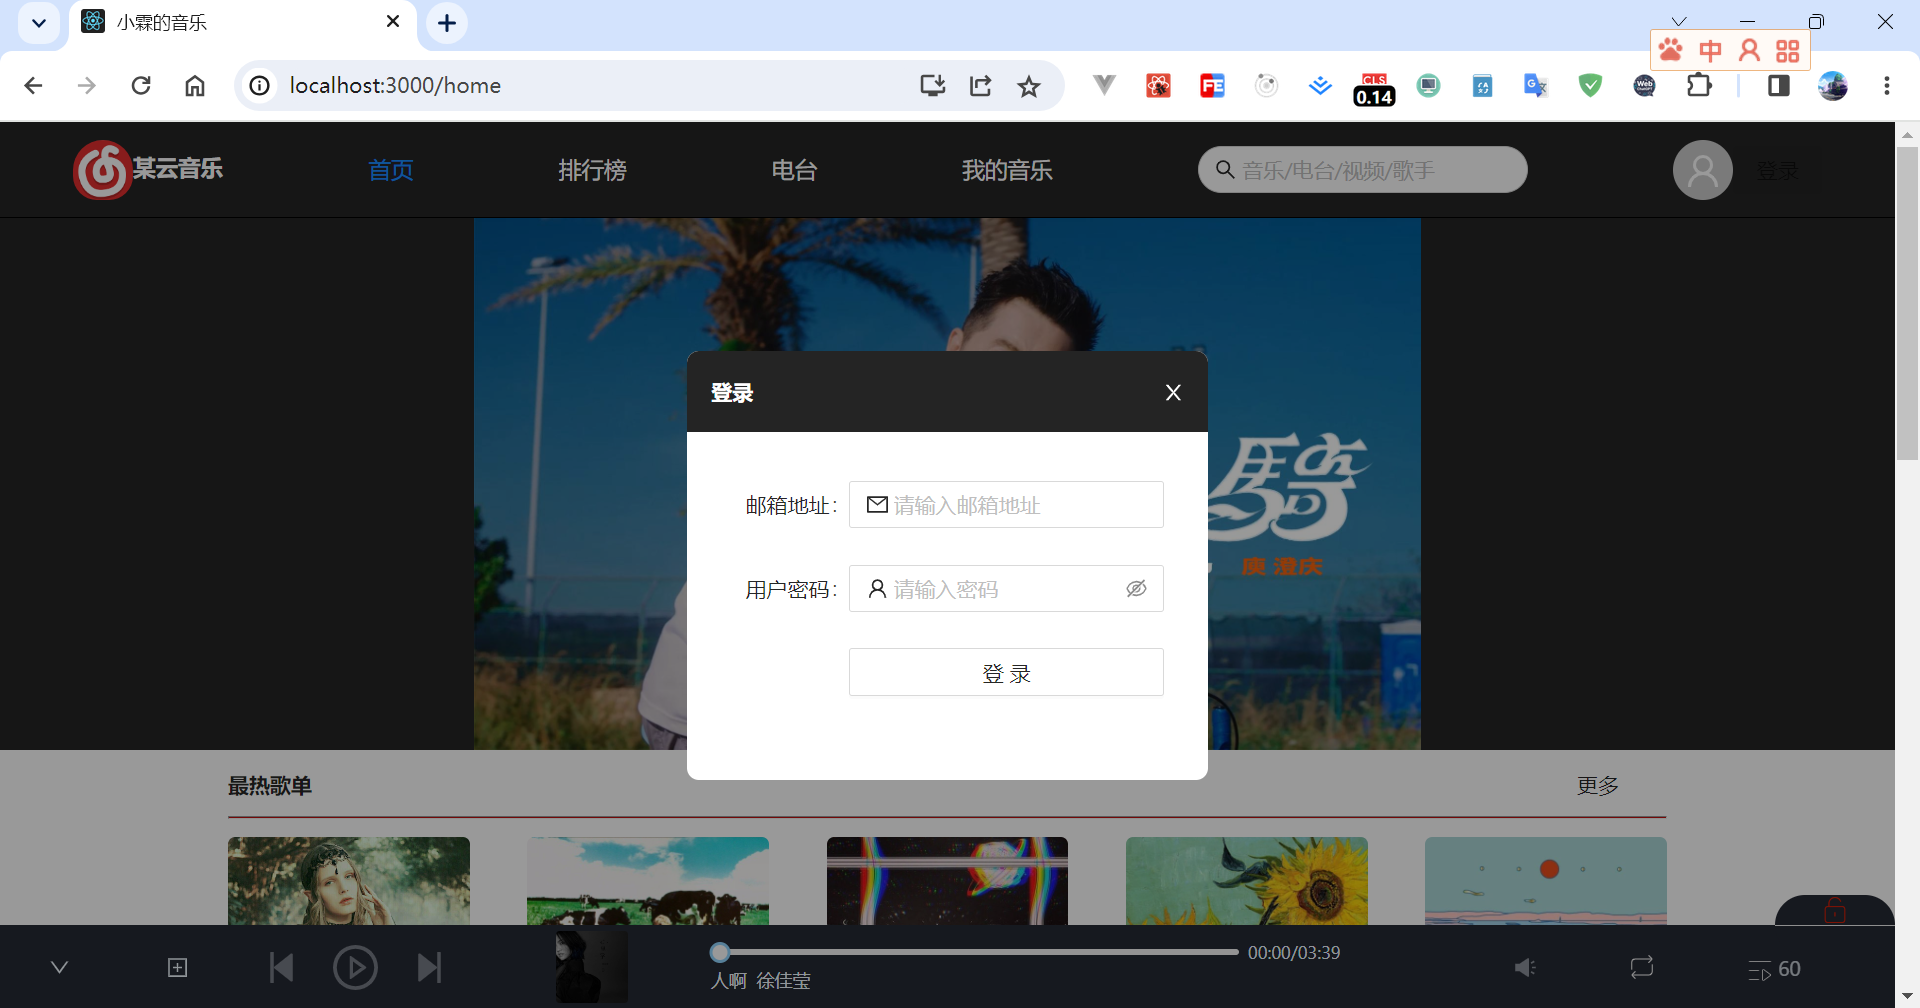 小霖的音乐
中
localhost:3000/home
FE
CLS
0.14
某云音乐
首页
排行榜
电台
我的音乐
音乐/电台/视频/歌手
登录
登录
邮箱地址:
请输入邮箱地址
用户密码:
请输入密码
登 录
庾 澄庆
最热歌单
更多
00:00/03:39
人啊 徐佳莹
60